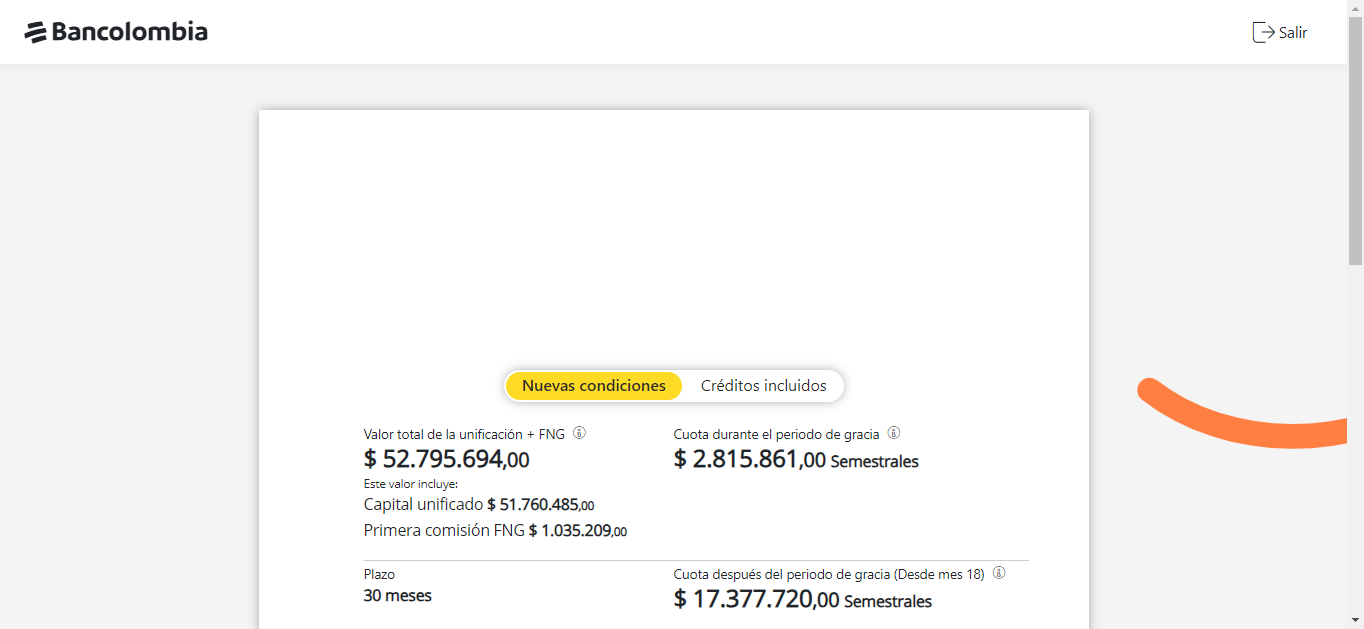 Bancolombia
Salir
Nuevas condiciones
Créditos incluidos
Valor total de la unificación + FNG
$ 52.795.694,00
Este valor incluye:
Capital unificado $ 51.760.485,00
Primera comisión FNG $ 1.035.209,00
Cuota durante el periodo de gracia
$ 2.815.861,00 Semestrales
Plazo
30 meses
Cuota después del periodo de gracia (Desde mes 18)
$ 17.377.720,00 Semestrales